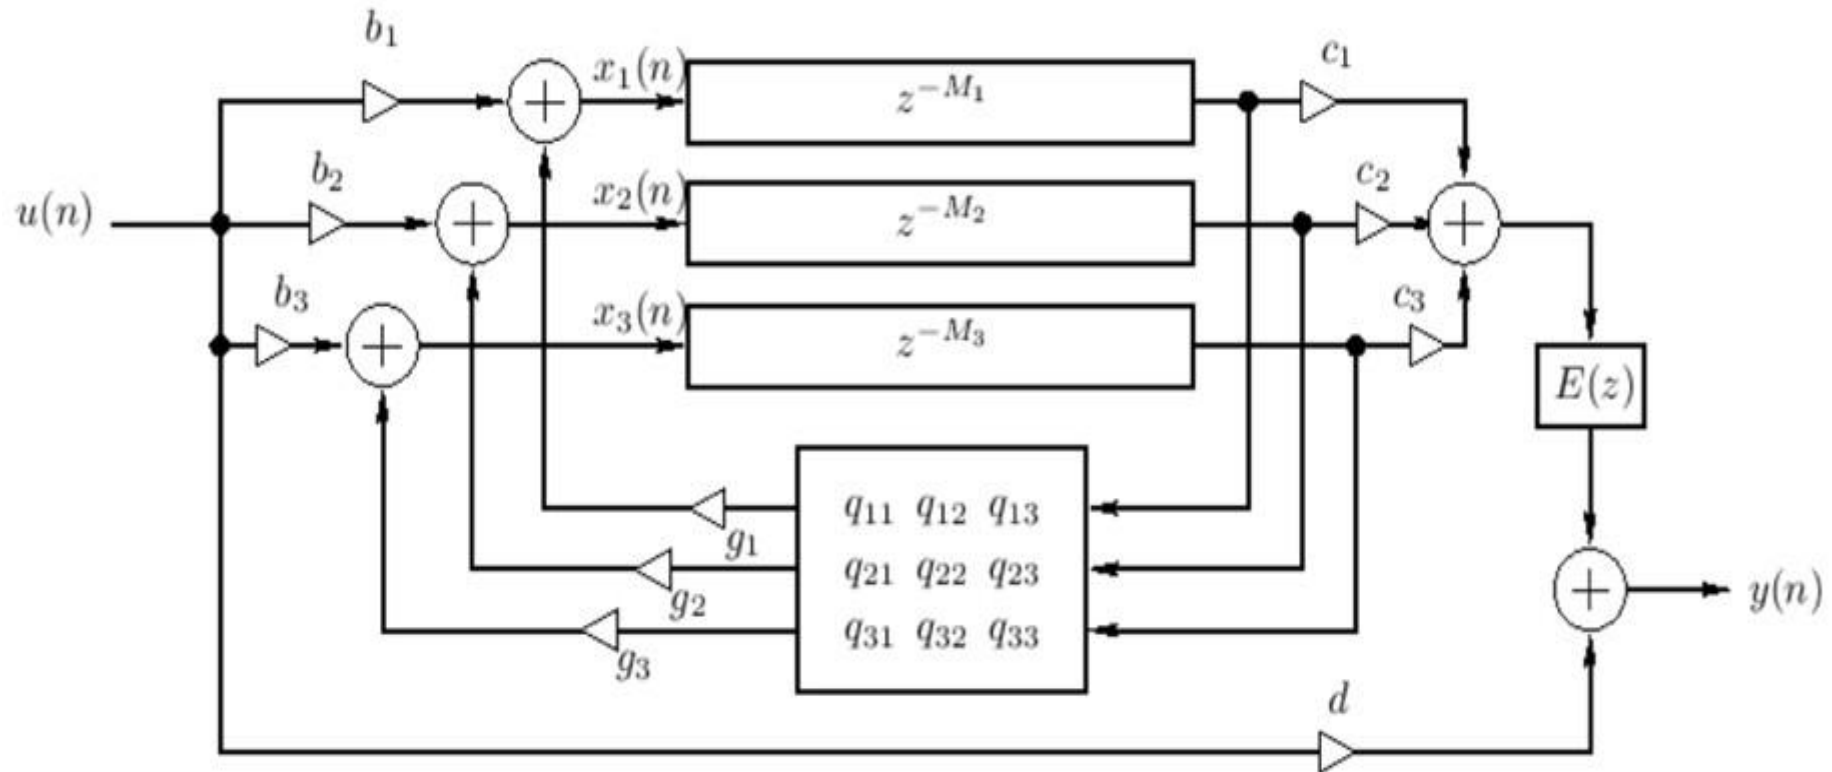 b₁
c₁
x₁(n)
z⁻ᴹ¹
b₂
c₂
u(n)
x₂(n)
z⁻ᴹ²
b₃
c₃
x₃(n)
z⁻ᴹ³
E(z)
q₁₁ q₁₂ q₁₃
g₁
q₂₁ q₂₂ q₂₃
g₂
y(n)
q₃₁ q₃₂ q₃₃
g₃
d